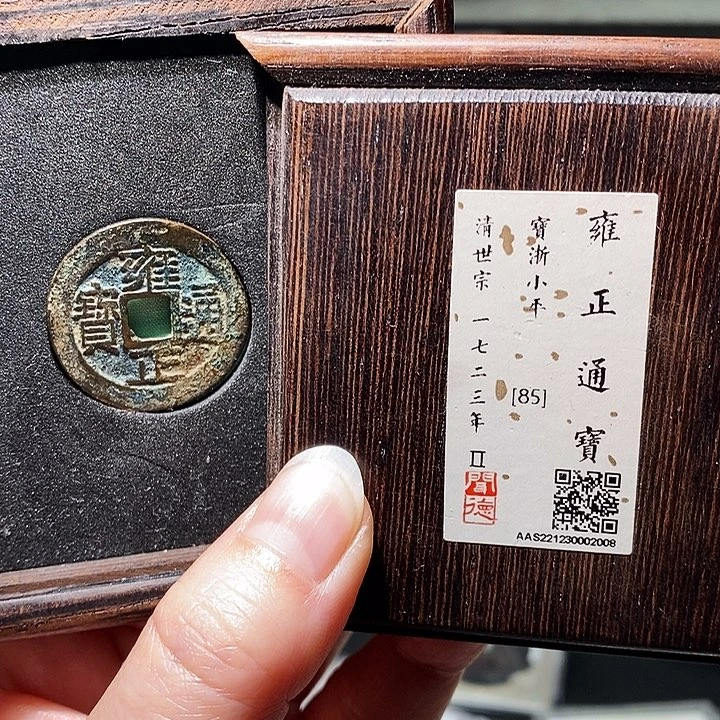 雍正通寶
雍正通寶
寶浙小平
[85]
清世宗 一七二三年 II
聞德
AAS221230002008